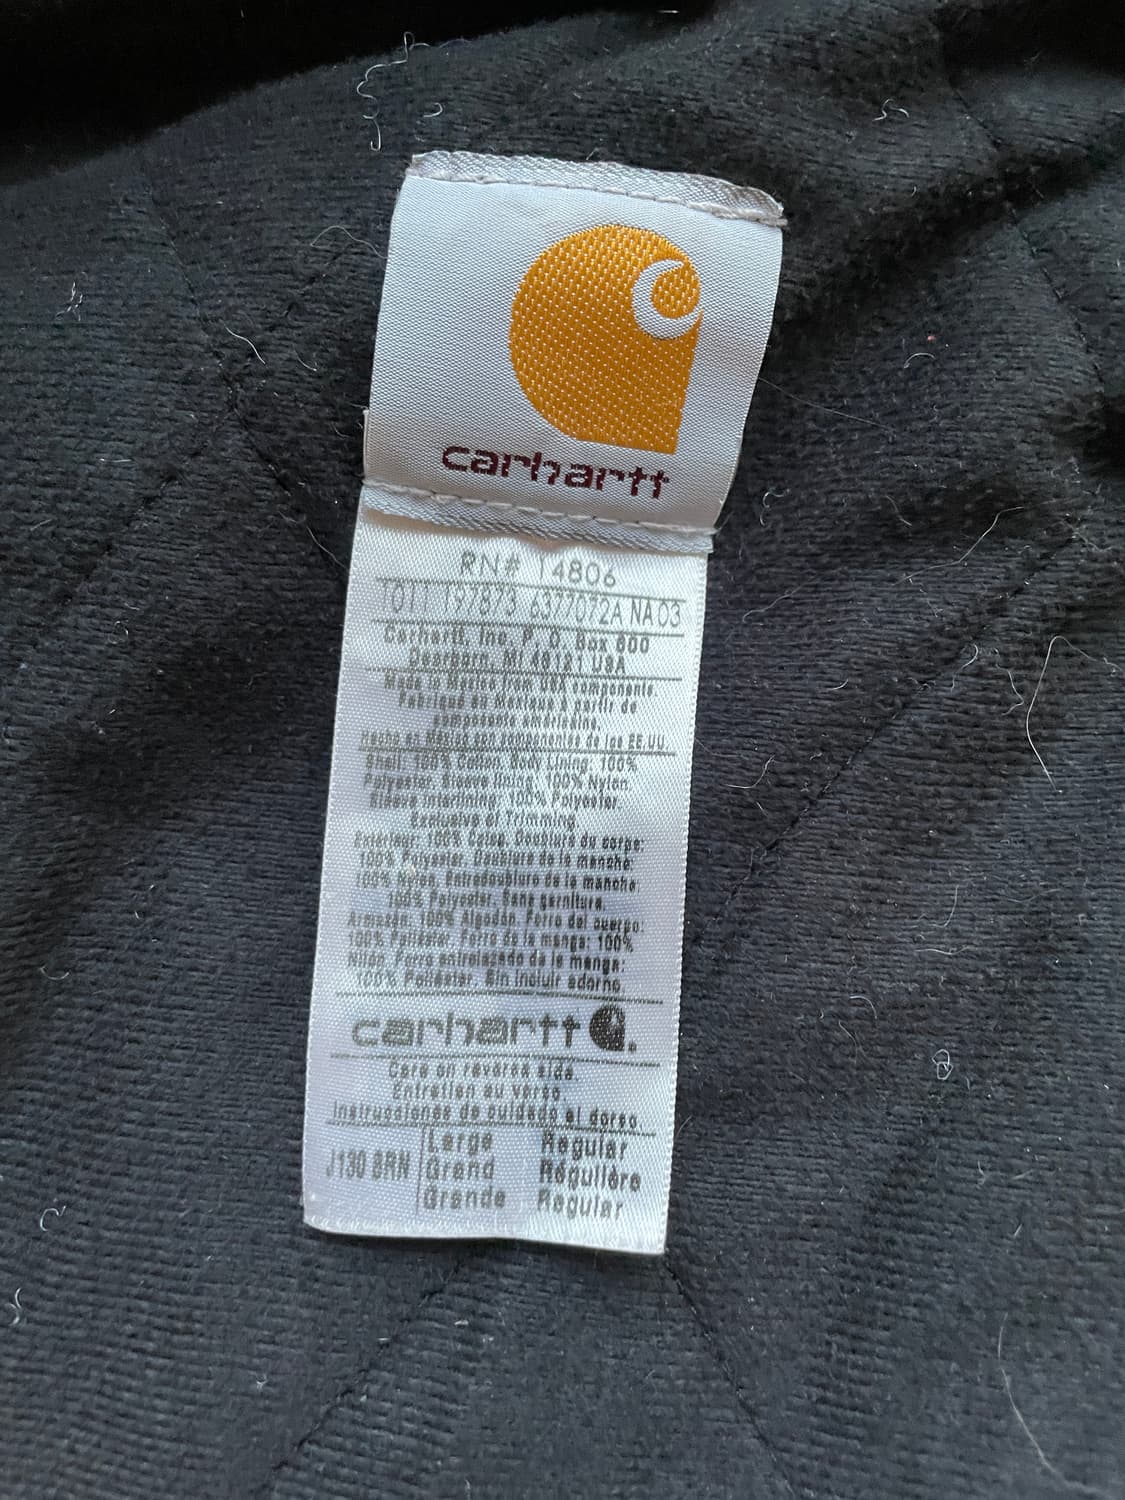 carhartt
RN# 14806
T011 197873 6377072A NA 03
Carhartt, Inc. P. O. Box 600
Dearborn, MI 48121 USA
Made in Mexico from USA components.
Fabriqué au Mexique à partir de
composants américains.
Hecho en México con componentes de los EE.UU.
Shell: 100% Cotton. Body Lining: 100%
Polyester. Sleeve lining: 100% Nylon.
Sleeve interlining: 100% Polyester.
Exclusive of Trimming.
Extérieur: 100% Coton. Doublure du corps:
100% Polyester. Doublure de la manche:
100% Nylon. Entredoublure de la manche:
100% Polyester. Sans garniture.
Armazón: 100% Algodón. Forro del cuerpo:
100% Poliéster. Forro de la manga: 100%
Nilón. Forro entrelazado de la manga:
100% Poliéster. Sin incluir adorno.
carhartt
Care on reverse side.
Entretien au verso.
Instrucciones de cuidado al dorso.
J130 BRN
Large Regular
Grand Régulière
Grande Regular